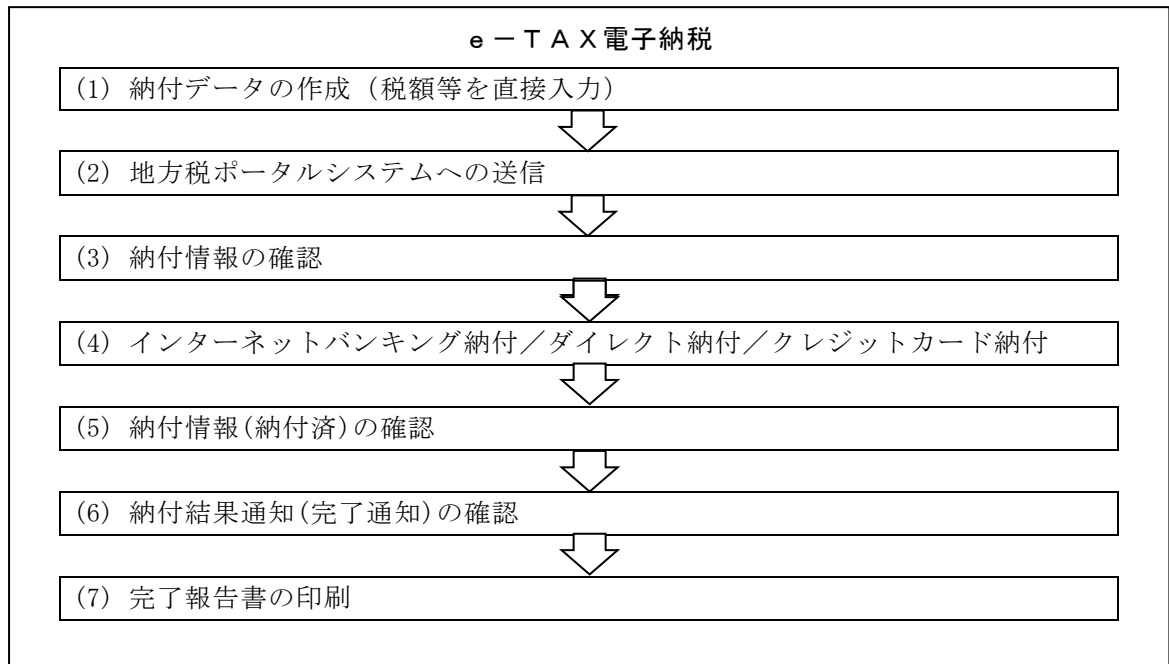 e－ＴＡＸ電子納税
(1) 納付データの作成（税額等を直接入力）
(2) 地方税ポータルシステムへの送信
(3) 納付情報の確認
(4) インターネットバンキング納付／ダイレクト納付／クレジットカード納付
(5) 納付情報(納付済)の確認
(6) 納付結果通知(完了通知)の確認
(7) 完了報告書の印刷